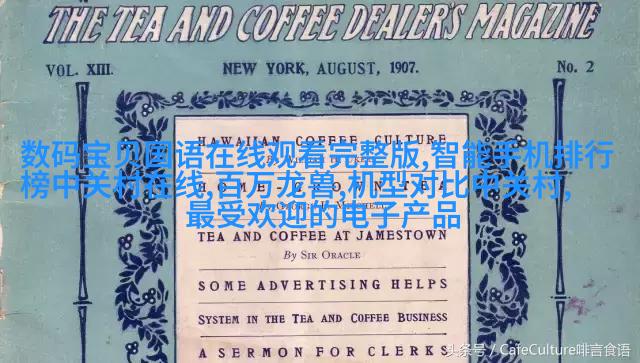 THE TEA AND COFFEE DEALER'S MAGAZINE
VOL. XIII. NEW YORK, AUGUST, 1907. No. 2
HAWAIIAN COFFEE CULTURE
数码宝贝国语在线观看完整版,智能手机排行
榜中关村在线,百万龙兽,机型对比中关村,
最受欢迎的电子产品
TEA AND COFFEE AT JAMESTOWN
By SIR ORACLE
SOME ADVERTISING HELPS
SYSTEM IN THE TEA AND COFFEE BUSINESS
A SERMON FOR CLERKS
头条号 / CafeCulture啡言食语